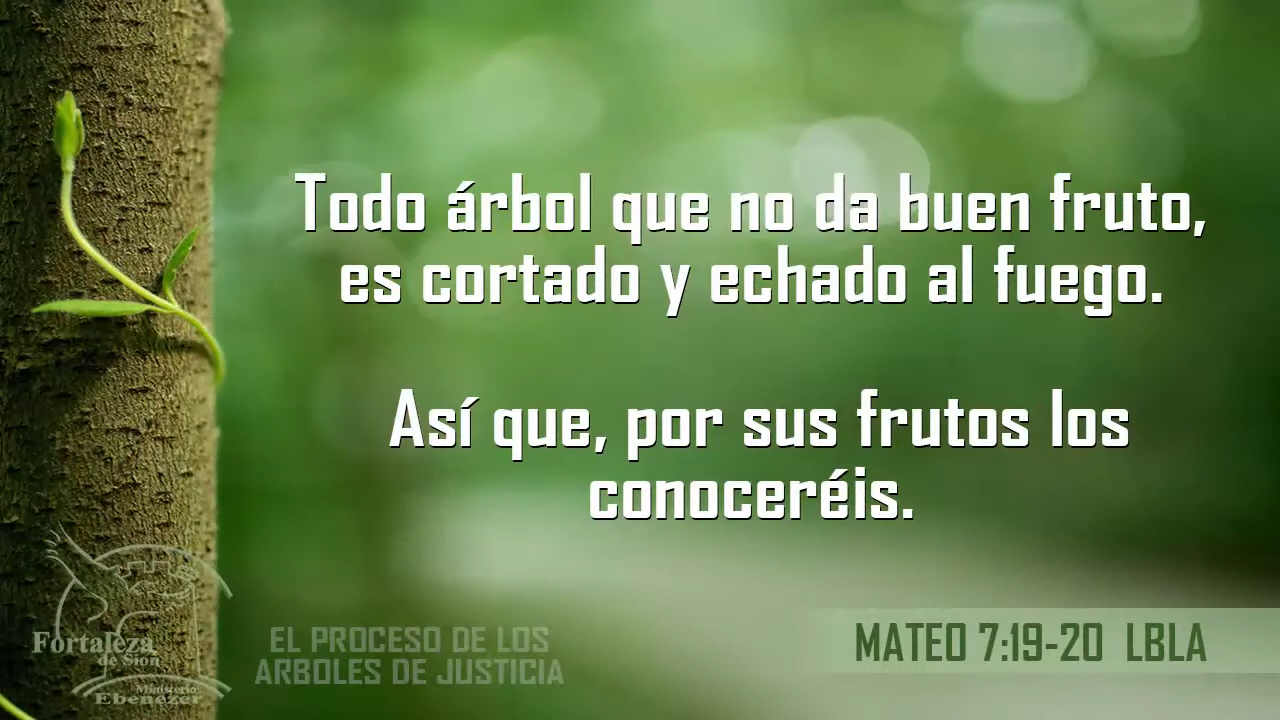 Todo árbol que no da buen fruto,
es cortado y echado al fuego.
Así que, por sus frutos los
conoceréis.
MATEO 7:19-20 LBLA
EL PROCESO DE LOS
ARBOLES DE JUSTICIA
Fortaleza
de Sion
Ministerios
Ebenezer